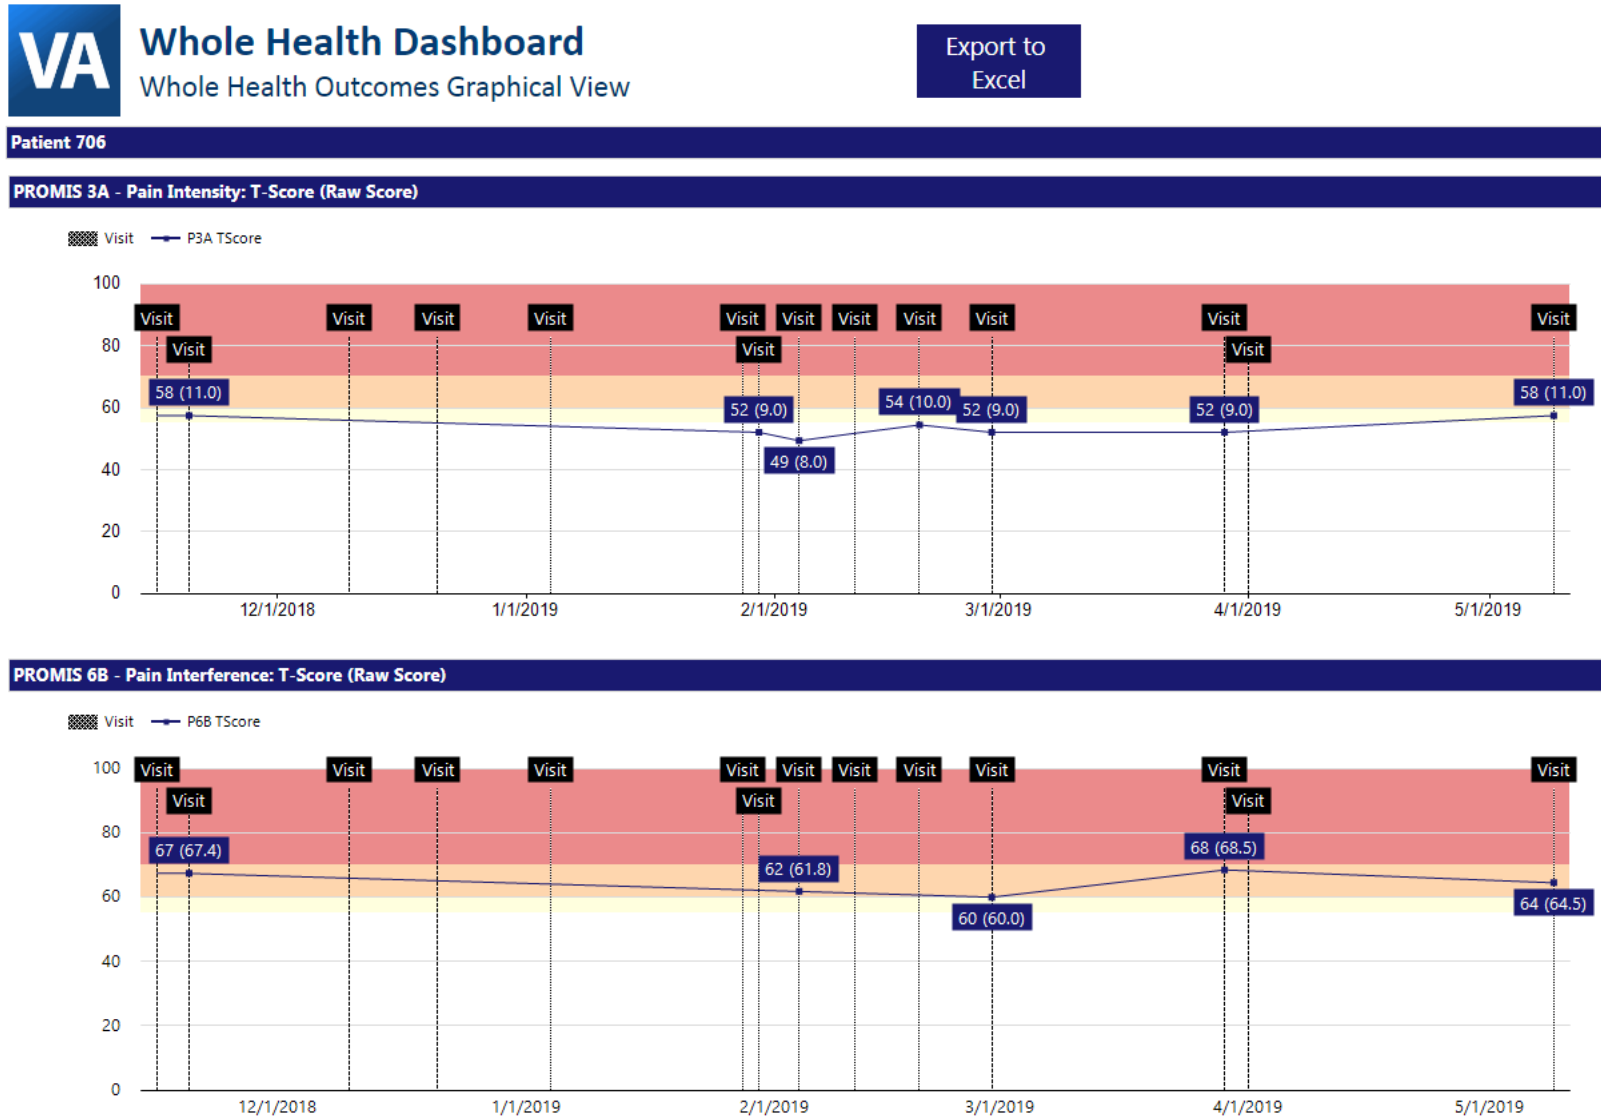 VA
Whole Health Dashboard
Whole Health Outcomes Graphical View
Export to
Excel
Patient 706
PROMIS 3A - Pain Intensity: T-Score (Raw Score)
Visit P3A TScore
100
Visit Visit Visit Visit Visit Visit Visit Visit Visit Visit Visit
80 Visit Visit Visit
58 (11.0) 58 (11.0)
60 52 (9.0) 54 (10.0) 52 (9.0) 52 (9.0)
49 (8.0)
40
20
0
12/1/2018 1/1/2019 2/1/2019 3/1/2019 4/1/2019 5/1/2019
PROMIS 6B - Pain Interference: T-Score (Raw Score)
Visit P6B TScore
100 Visit Visit Visit Visit Visit Visit Visit Visit Visit Visit Visit
Visit Visit Visit
80
67 (67.4) 68 (68.5)
62 (61.8)
60 64 (64.5)
60 (60.0)
40
20
0
12/1/2018 1/1/2019 2/1/2019 3/1/2019 4/1/2019 5/1/2019